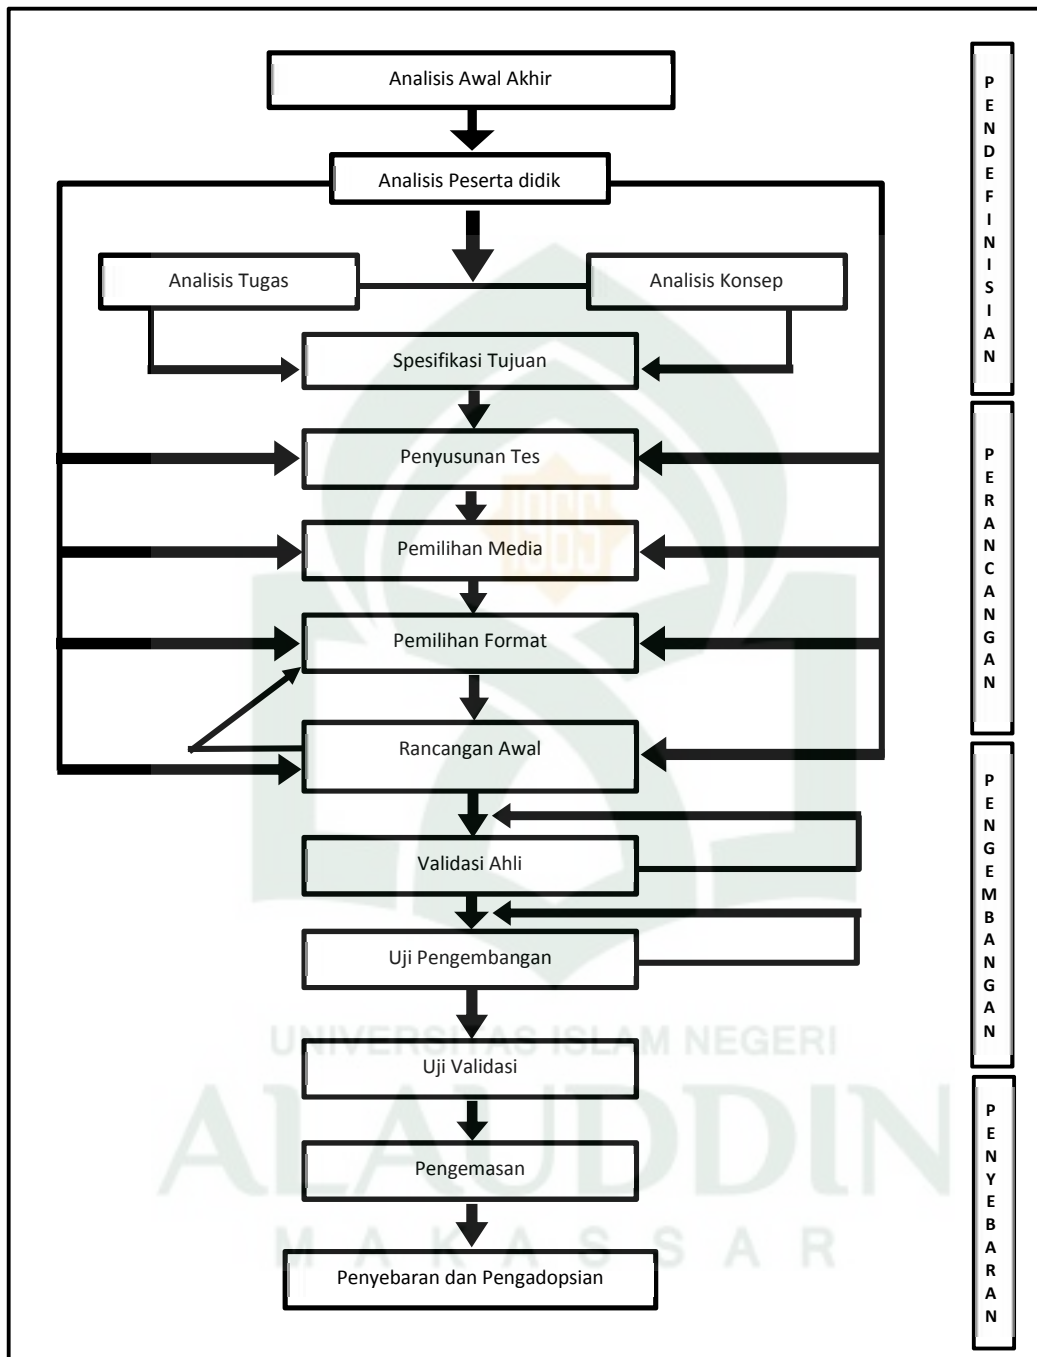 Analisis Awal Akhir
Analisis Peserta didik
Analisis Tugas
Analisis Konsep
Spesifikasi Tujuan
Penyusunan Tes
Pemilihan Media
Pemilihan Format
Rancangan Awal
Validasi Ahli
Uji Pengembangan
Uji Validasi
Pengemasan
Penyebaran dan Pengadopsian
PENDEFINISIAN
PERANCANGAN
PENGEMBANGAN
PENYEBARAN
1965
UNIVERSITAS ISLAM NEGERI
ALAUDDIN
MAKASSAR